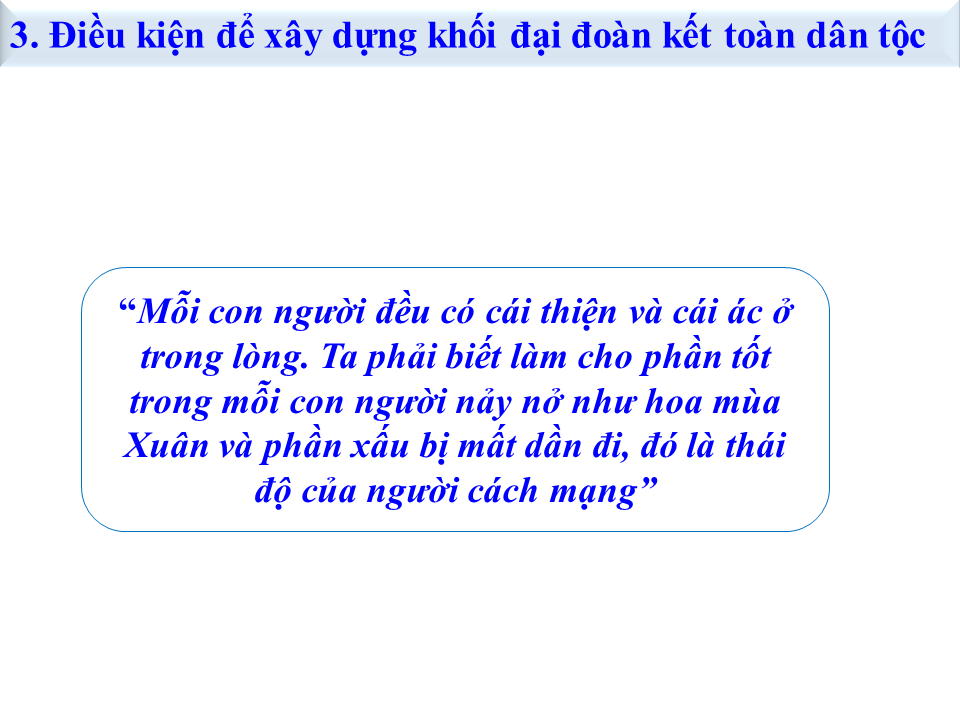 3. Điều kiện để xây dựng khối đại đoàn kết toàn dân tộc
“Mỗi con người đều có cái thiện và cái ác ở
trong lòng. Ta phải biết làm cho phần tốt
trong mỗi con người nảy nở như hoa mùa
Xuân và phần xấu bị mất dần đi, đó là thái
độ của người cách mạng”